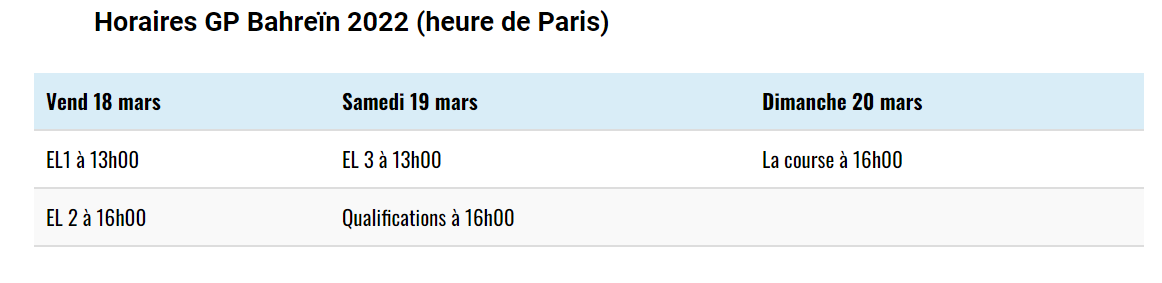 Horaires GP Bahreïn 2022 (heure de Paris)
Vend 18 mars Samedi 19 mars Dimanche 20 mars
EL1 à 13h00 EL 3 à 13h00 La course à 16h00
EL 2 à 16h00 Qualifications à 16h00